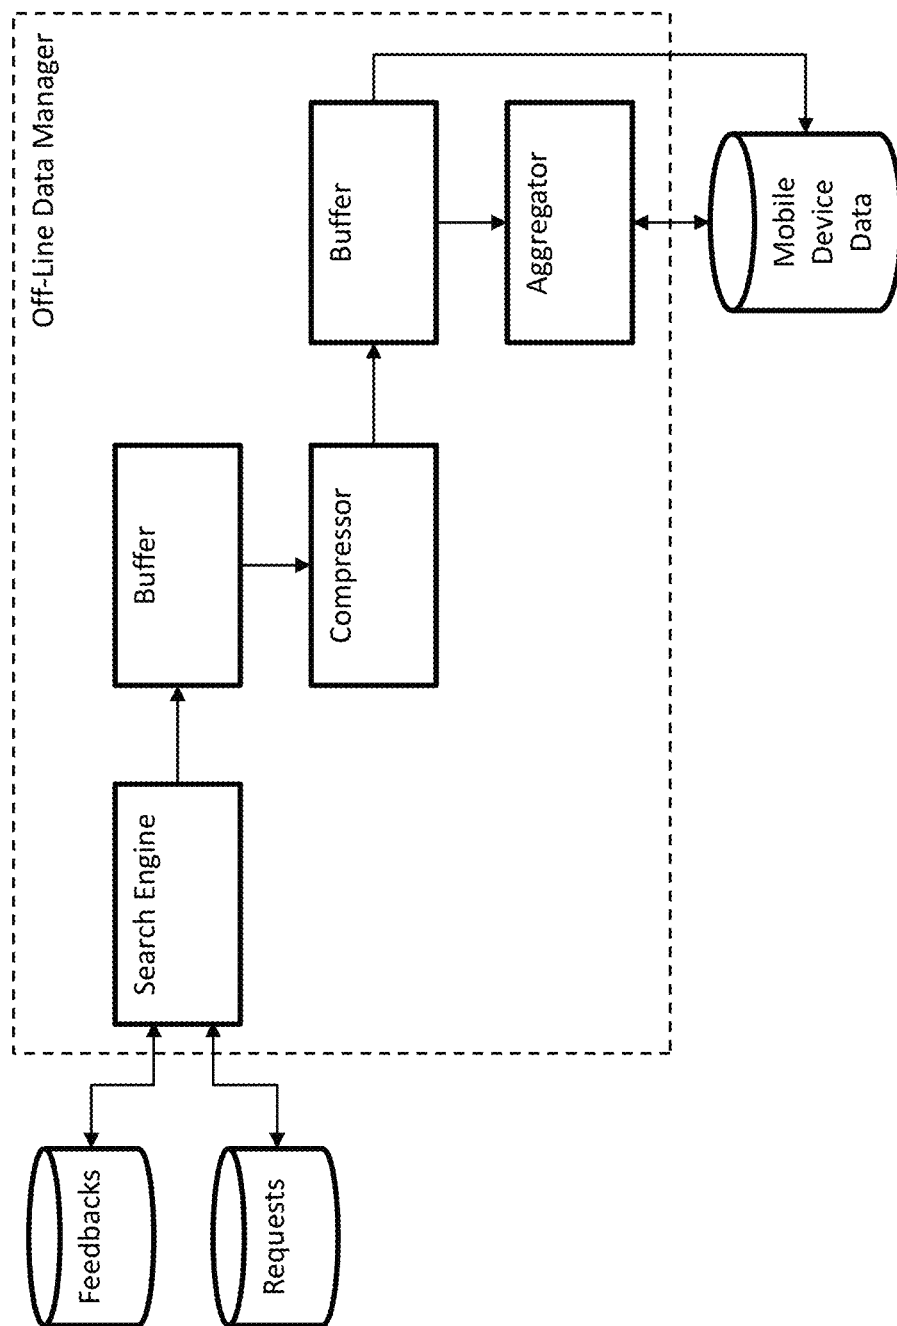 Off-Line Data Manager
Feedbacks
Requests
Search Engine
Buffer
Compressor
Buffer
Aggregator
Mobile
Device
Data